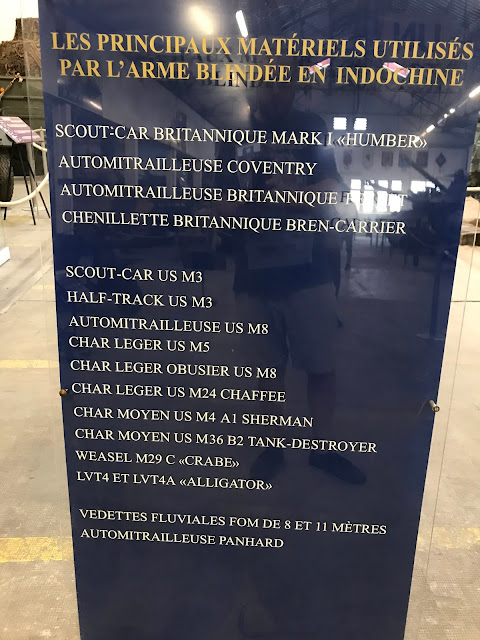 LES PRINCIPAUX MATÉRIELS UTILISÉS
PAR L'ARME BLINDÉE EN INDOCHINE
SCOUT-CAR BRITANNIQUE MARK I «HUMBER»
AUTOMITRAILLEUSE COVENTRY
AUTOMITRAILLEUSE BRITANNIQUE
CHENILLETTE BRITANNIQUE BREN-CARRIER
SCOUT-CAR US M3
HALF-TRACK US M3
AUTOMITRAILLEUSE US M8
CHAR LEGER US M5
CHAR LEGER OBUSIER US M8
CHAR LEGER US M24 CHAFFEE
CHAR MOYEN US M4 A1 SHERMAN
CHAR MOYEN US M36 B2 TANK-DESTROYER
WEASEL M29 C «CRABE»
LVT4 ET LVT4A «ALLIGATOR»
VEDETTES FLUVIALES FOM DE 8 ET 11 MÈTRES
AUTOMITRAILLEUSE PANHARD